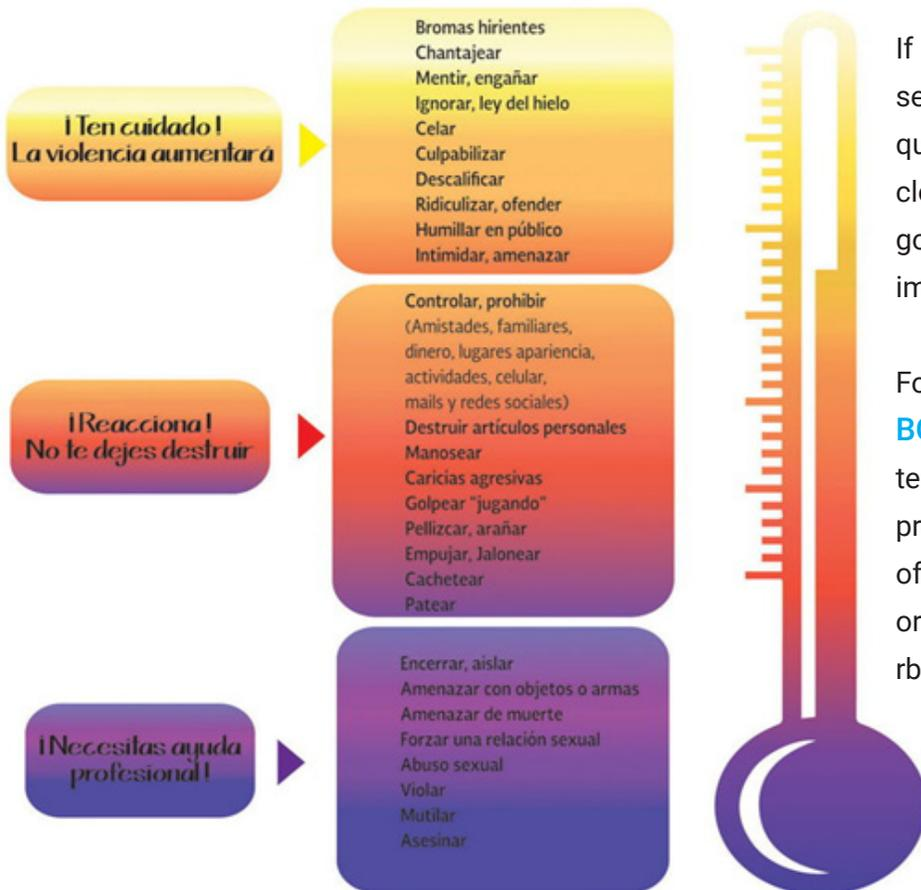 ¡Ten cuidado!
La violencia aumentará
Bromas hirientes
Chantajear
Mentir, engañar
Ignorar, ley del hielo
Celar
Culpabilizar
Descalificar
Ridiculizar, ofender
Humillar en público
Intimidar, amenazar
¡Reacciona!
No te dejes destruir
Controlar, prohibir
(Amistades, familiares,
dinero, lugares apariencia,
actividades, celular,
mails y redes sociales)
Destruir artículos personales
Manosear
Caricias agresivas
Golpear "jugando"
Pellizcar, arañar
Empujar, Jalonear
Cachetear
Patear
¡Necesitas ayuda
profesional!
Encerrar, aislar
Amenazar con objetos o armas
Amenazar de muerte
Forzar una relación sexual
Abuso sexual
Violar
Mutilar
Asesinar
If